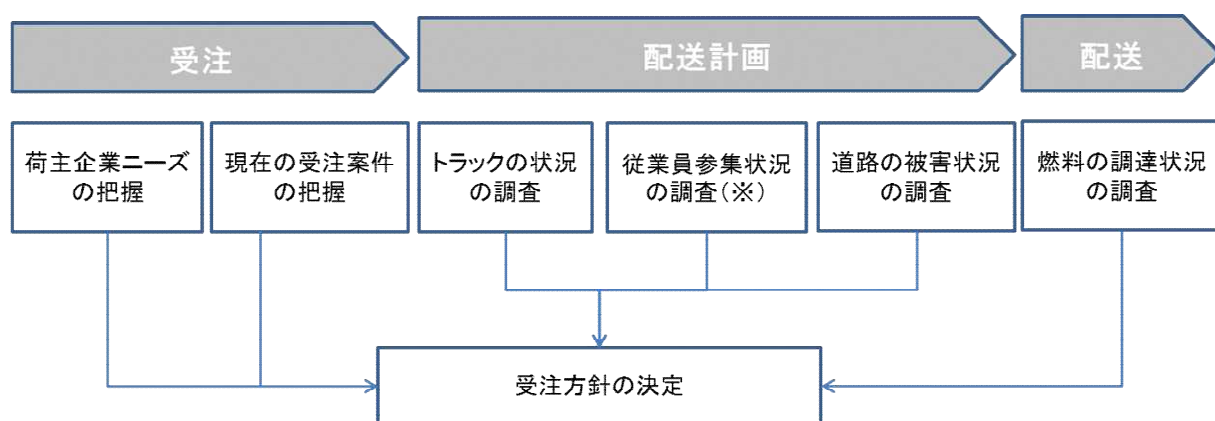 受注
配送計画
配送
荷主企業ニーズ
の把握
現在の受注案件
の把握
トラックの状況
の調査
従業員参集状況
の調査(※)
道路の被害状況
の調査
燃料の調達状況
の調査
受注方針の決定